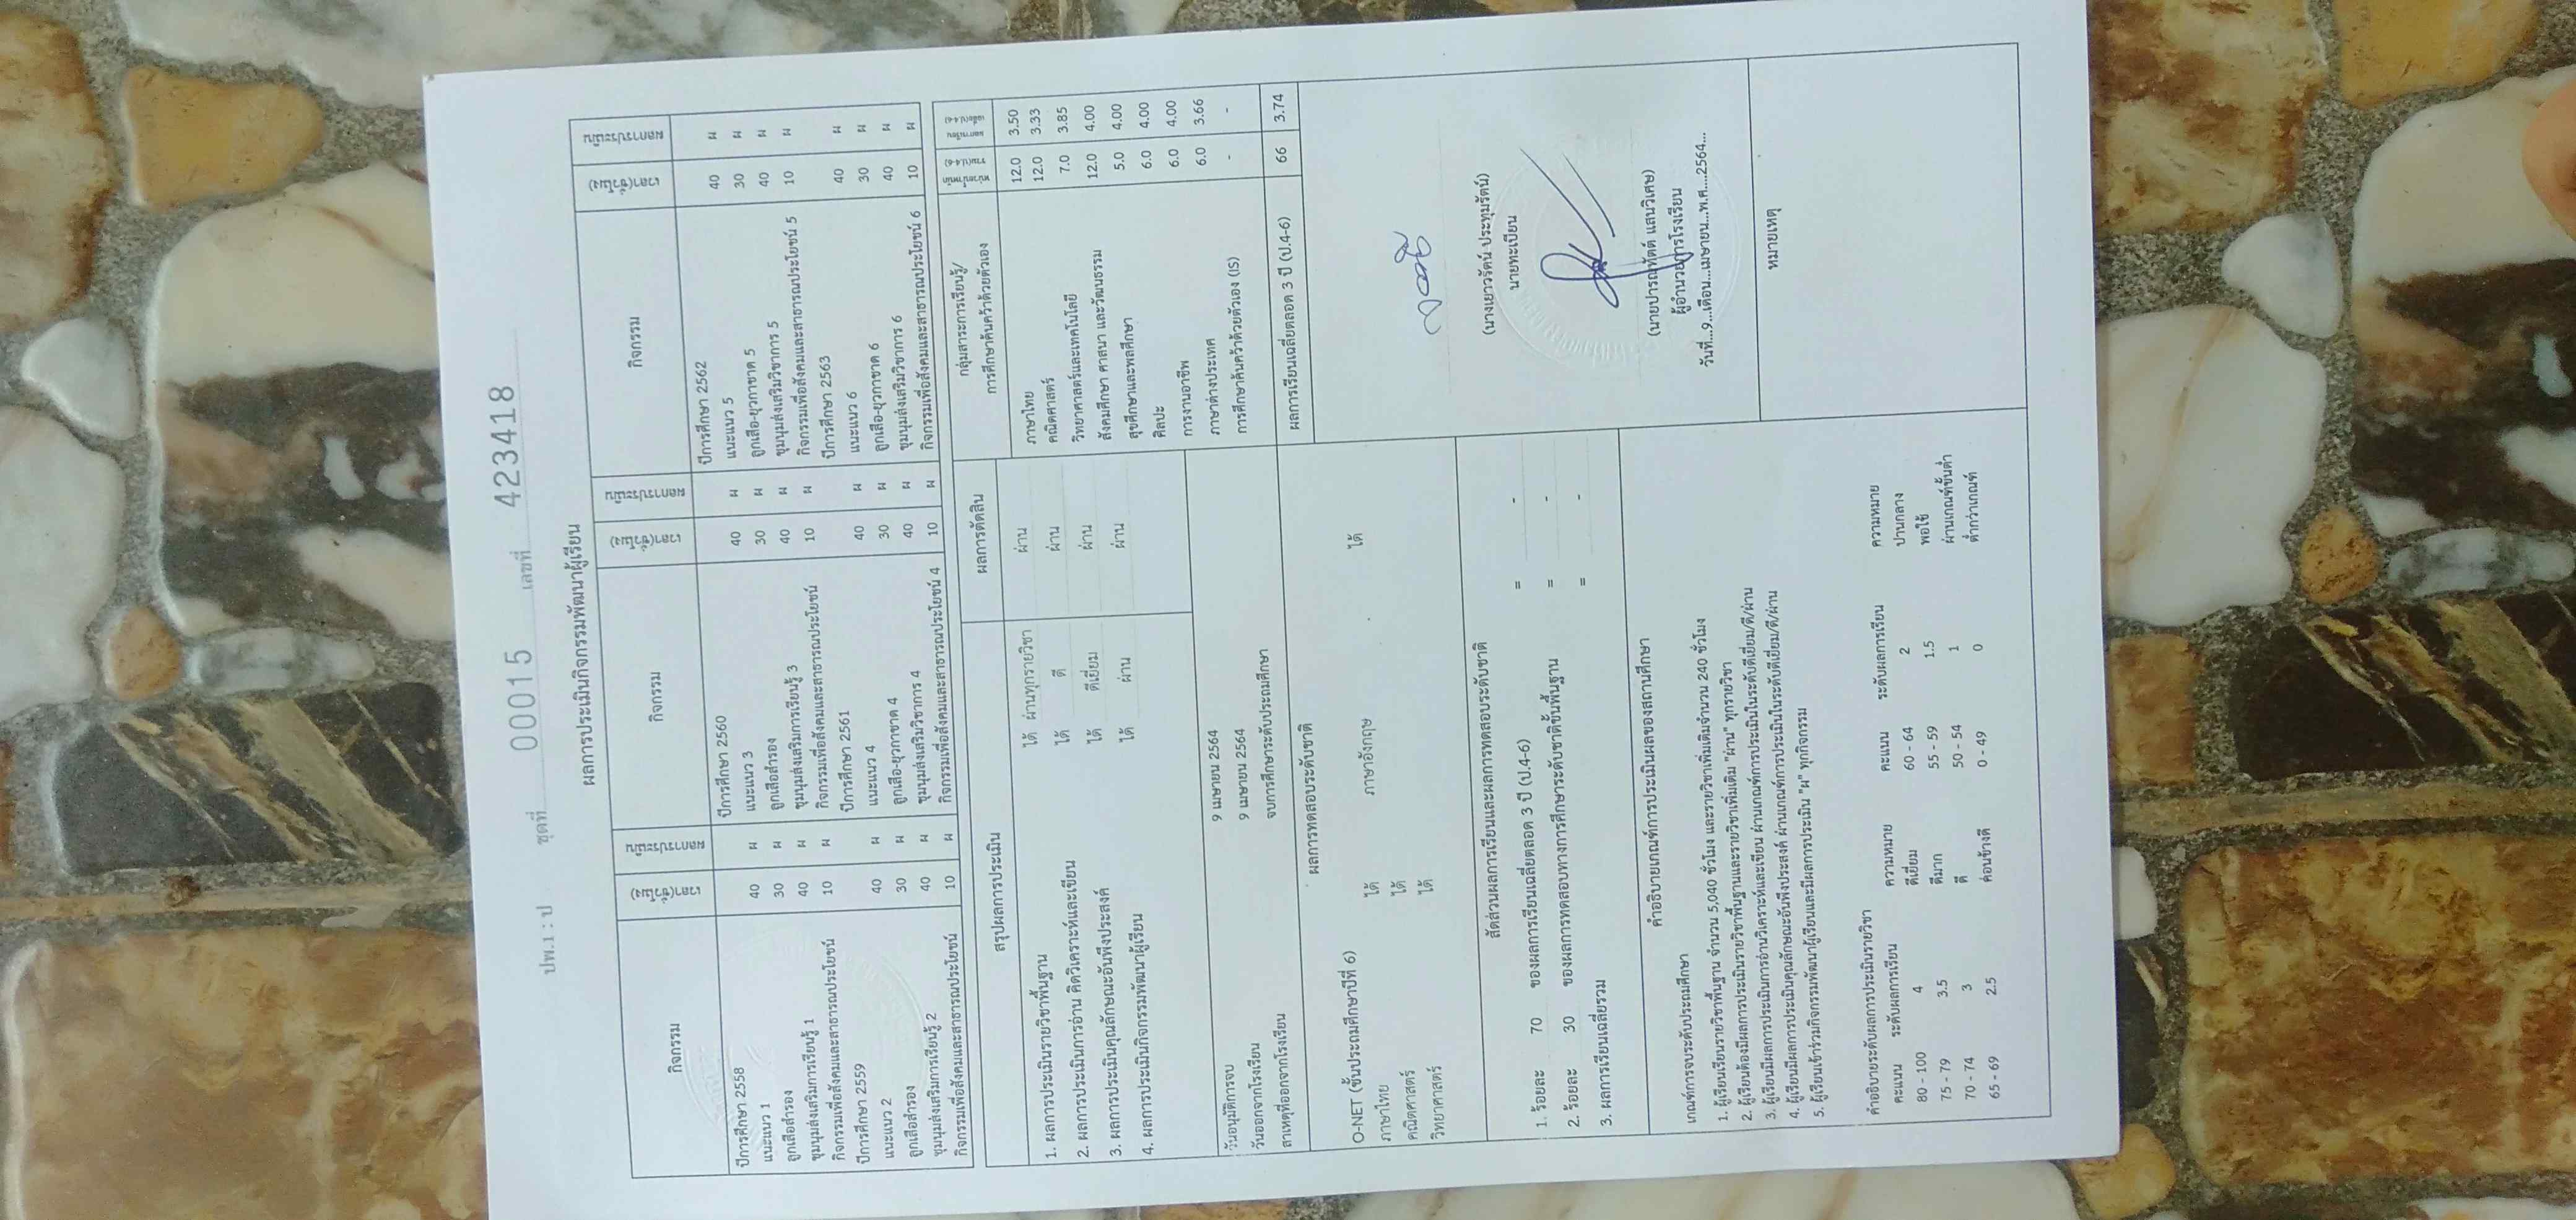 ปพ.1 : ป ชุดที่ 00015 เลขที่ 423418
ผลการประเมินกิจกรรมพัฒนาผู้เรียน
กิจกรรม เวลา(ชั่วโมง) ผลการประเมิน กิจกรรม เวลา(ชั่วโมง) ผลการประเมิน กิจกรรม เวลา(ชั่วโมง) ผลการประเมิน
ปีการศึกษา 2558 ปีการศึกษา 2560 ปีการศึกษา 2562
แนะแนว 1 40 ผ แนะแนว 3 40 ผ แนะแนว 5 40 ผ
ลูกเสือสำรอง 30 ผ ลูกเสือสำรอง 30 ผ ลูกเสือ-ยุวกาชาด 5 30 ผ
ชุมนุมส่งเสริมการเรียนรู้ 1 40 ผ ชุมนุมส่งเสริมการเรียนรู้ 3 40 ผ ชุมนุมส่งเสริมวิชาการ 5 40 ผ
กิจกรรมเพื่อสังคมและสาธารณประโยชน์ 10 ผ กิจกรรมเพื่อสังคมและสาธารณประโยชน์ 10 ผ กิจกรรมเพื่อสังคมและสาธารณประโยชน์ 5 10 ผ
ปีการศึกษา 2559 ปีการศึกษา 2561 ปีการศึกษา 2563
แนะแนว 2 40 ผ แนะแนว 4 40 ผ แนะแนว 6 40 ผ
ลูกเสือสำรอง 30 ผ ลูกเสือ-ยุวกาชาด 4 30 ผ ลูกเสือ-ยุวกาชาด 6 30 ผ
ชุมนุมส่งเสริมการเรียนรู้ 2 40 ผ ชุมนุมส่งเสริมวิชาการ 4 40 ผ ชุมนุมส่งเสริมวิชาการ 6 40 ผ
กิจกรรมเพื่อสังคมและสาธารณประโยชน์ 10 ผ กิจกรรมเพื่อสังคมและสาธารณประโยชน์ 4 10 ผ กิจกรรมเพื่อสังคมและสาธารณประโยชน์ 6 10 ผ
สรุปผลการประเมิน ผลการตัดสิน
1. ผลการประเมินรายวิชาพื้นฐาน ได้ ผ่านทุกรายวิชา ผ่าน
2. ผลการประเมินการอ่าน คิดวิเคราะห์และเขียน ได้ ดี ผ่าน
3. ผลการประเมินคุณลักษณะอันพึงประสงค์ ได้ ดีเยี่ยม ผ่าน
4. ผลการประเมินกิจกรรมพัฒนาผู้เรียน ได้ ผ่าน ผ่าน
วันอนุมัติการจบ 9 เมษายน 2564
วันออกจากโรงเรียน 9 เมษายน 2564
สาเหตุที่ออกจากโรงเรียน จบการศึกษาระดับประถมศึกษา
กลุ่มสาระการเรียนรู้/
การศึกษาค้นคว้าด้วยตัวเอง
หน่วยน้ำหนัก
รวม(ป.4-6)
ผลการเรียน
เฉลี่ย(ป.4-6)
ภาษาไทย 12.0 3.50
คณิตศาสตร์ 12.0 3.33
วิทยาศาสตร์และเทคโนโลยี 7.0 3.85
สังคมศึกษา ศาสนา และวัฒนธรรม 12.0 4.00
สุขศึกษาและพลศึกษา 5.0 4.00
ศิลปะ 6.0 4.00
การงานอาชีพ 6.0 4.00
ภาษาต่างประเทศ 6.0 3.66
การศึกษาค้นคว้าด้วยตัวเอง (IS) - -
ผลการเรียนเฉลี่ยตลอด 3 ปี (ป.4-6) 66 3.74
ผลการทดสอบระดับชาติ
O-NET (ชั้นประถมศึกษาปีที่ 6)
ภาษาไทย ได้ ภาษาอังกฤษ ได้
คณิตศาสตร์ ได้
วิทยาศาสตร์ ได้
สัดส่วนผลการเรียนและผลการทดสอบระดับชาติ
1. ร้อยละ 70 ของผลการเรียนเฉลี่ยตลอด 3 ปี (ป.4-6) = -
2. ร้อยละ 30 ของผลการทดสอบทางการศึกษาระดับชาติขั้นพื้นฐาน = -
3. ผลการเรียนเฉลี่ยรวม = -
(นางเยาวรัตน์ ประทุมรัตน์)
นายทะเบียน
(นายปารณทัตต์ แสนวิเศษ)
ผู้อำนวยการโรงเรียน
วันที่...9...เดือน...เมษายน...พ.ศ....2564...
หมายเหตุ
คำอธิบายเกณฑ์การประเมินผลของสถานศึกษา
เกณฑ์การจบระดับประถมศึกษา
1. ผู้เรียนเรียนรายวิชาพื้นฐาน จำนวน 5,040 ชั่วโมง และรายวิชาเพิ่มเติมจำนวน 240 ชั่วโมง
2. ผู้เรียนต้องมีผลการประเมินรายวิชาพื้นฐานและรายวิชาเพิ่มเติม "ผ่าน" ทุกรายวิชา
3. ผู้เรียนมีผลการประเมินการอ่านวิเคราะห์และเขียน ผ่านเกณฑ์การประเมินในระดับดีเยี่ยม/ดี/ผ่าน
4. ผู้เรียนมีผลการประเมินคุณลักษณะอันพึงประสงค์ ผ่านเกณฑ์การประเมินในระดับดีเยี่ยม/ดี/ผ่าน
5. ผู้เรียนเข้าร่วมกิจกรรมพัฒนาผู้เรียนและมีผลการประเมิน "ผ" ทุกกิจกรรม
คำอธิบายระดับผลการประเมินรายวิชา
คะแนน ระดับผลการเรียน ความหมาย คะแนน ระดับผลการเรียน ความหมาย
80 - 100 4 ดีเยี่ยม 60 - 64 2 ปานกลาง
75 - 79 3.5 ดีมาก 55 - 59 1.5 พอใช้
70 - 74 3 ดี 50 - 54 1 ผ่านเกณฑ์ขั้นต่ำ
65 - 69 2.5 ค่อนข้างดี 0 - 49 0 ต่ำกว่าเกณฑ์